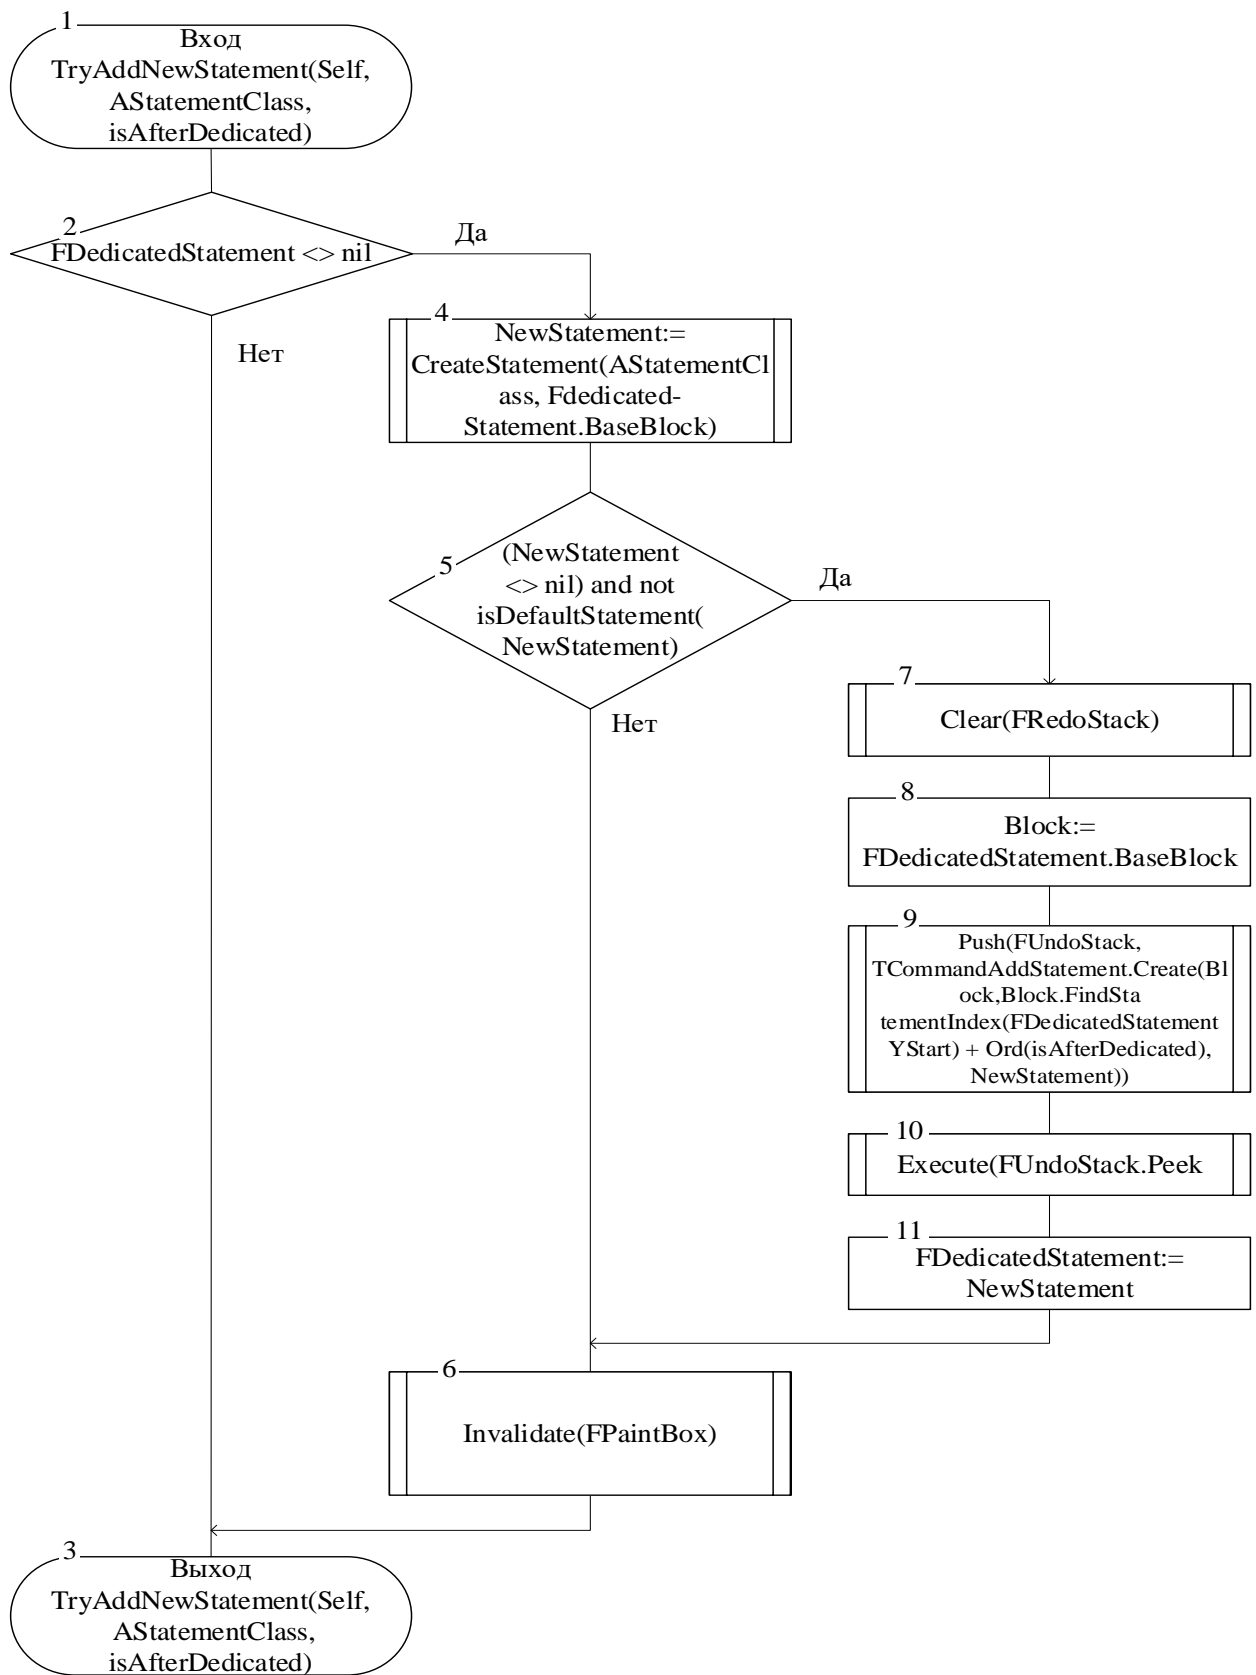 1
Вход
TryAddNewStatement(Self,
AStatementClass,
isAfterDedicated)
2
FDedicatedStatement <> nil
Да
Нет
4
NewStatement:=
CreateStatement(AStatementCl
ass, Fdedicated-
Statement.BaseBlock)
5
(NewStatement
<> nil) and not
isDefaultStatement(
NewStatement)
Да
Нет
7
Clear(FRedoStack)
8
Block:=
FDedicatedStatement.BaseBlock
9
Push(FUndoStack,
TCommandAddStatement.Create(Bl
ock,Block.FindSta
tementIndex(FDedicatedStatement
YStart) + Ord(isAfterDedicated),
NewStatement))
10
Execute(FUndoStack.Peek
11
FDedicatedStatement:=
NewStatement
6
Invalidate(FPaintBox)
3
Выход
TryAddNewStatement(Self,
AStatementClass,
isAfterDedicated)